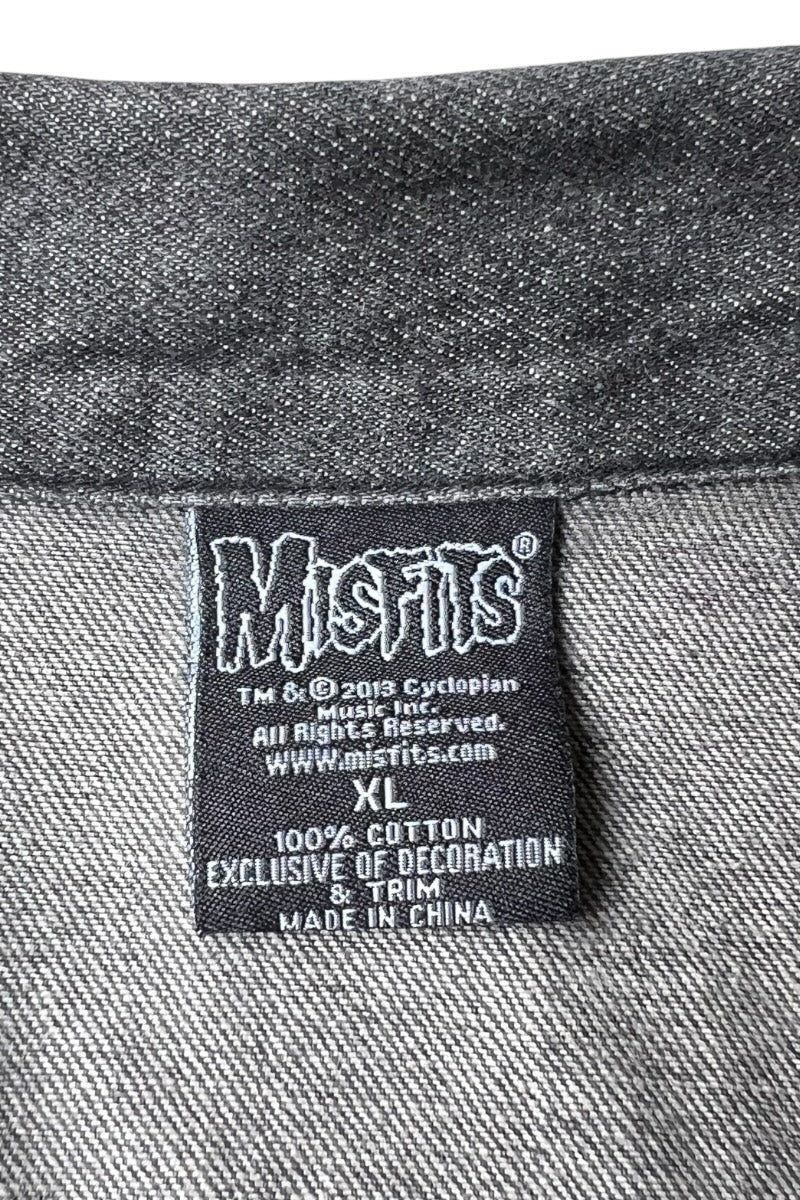 MISFITS®
TM & © 2013 Cyclopian
Music Inc.
All Rights Reserved.
www.misfits.com
XL
100% COTTON
EXCLUSIVE OF DECORATION
& TRIM
MADE IN CHINA